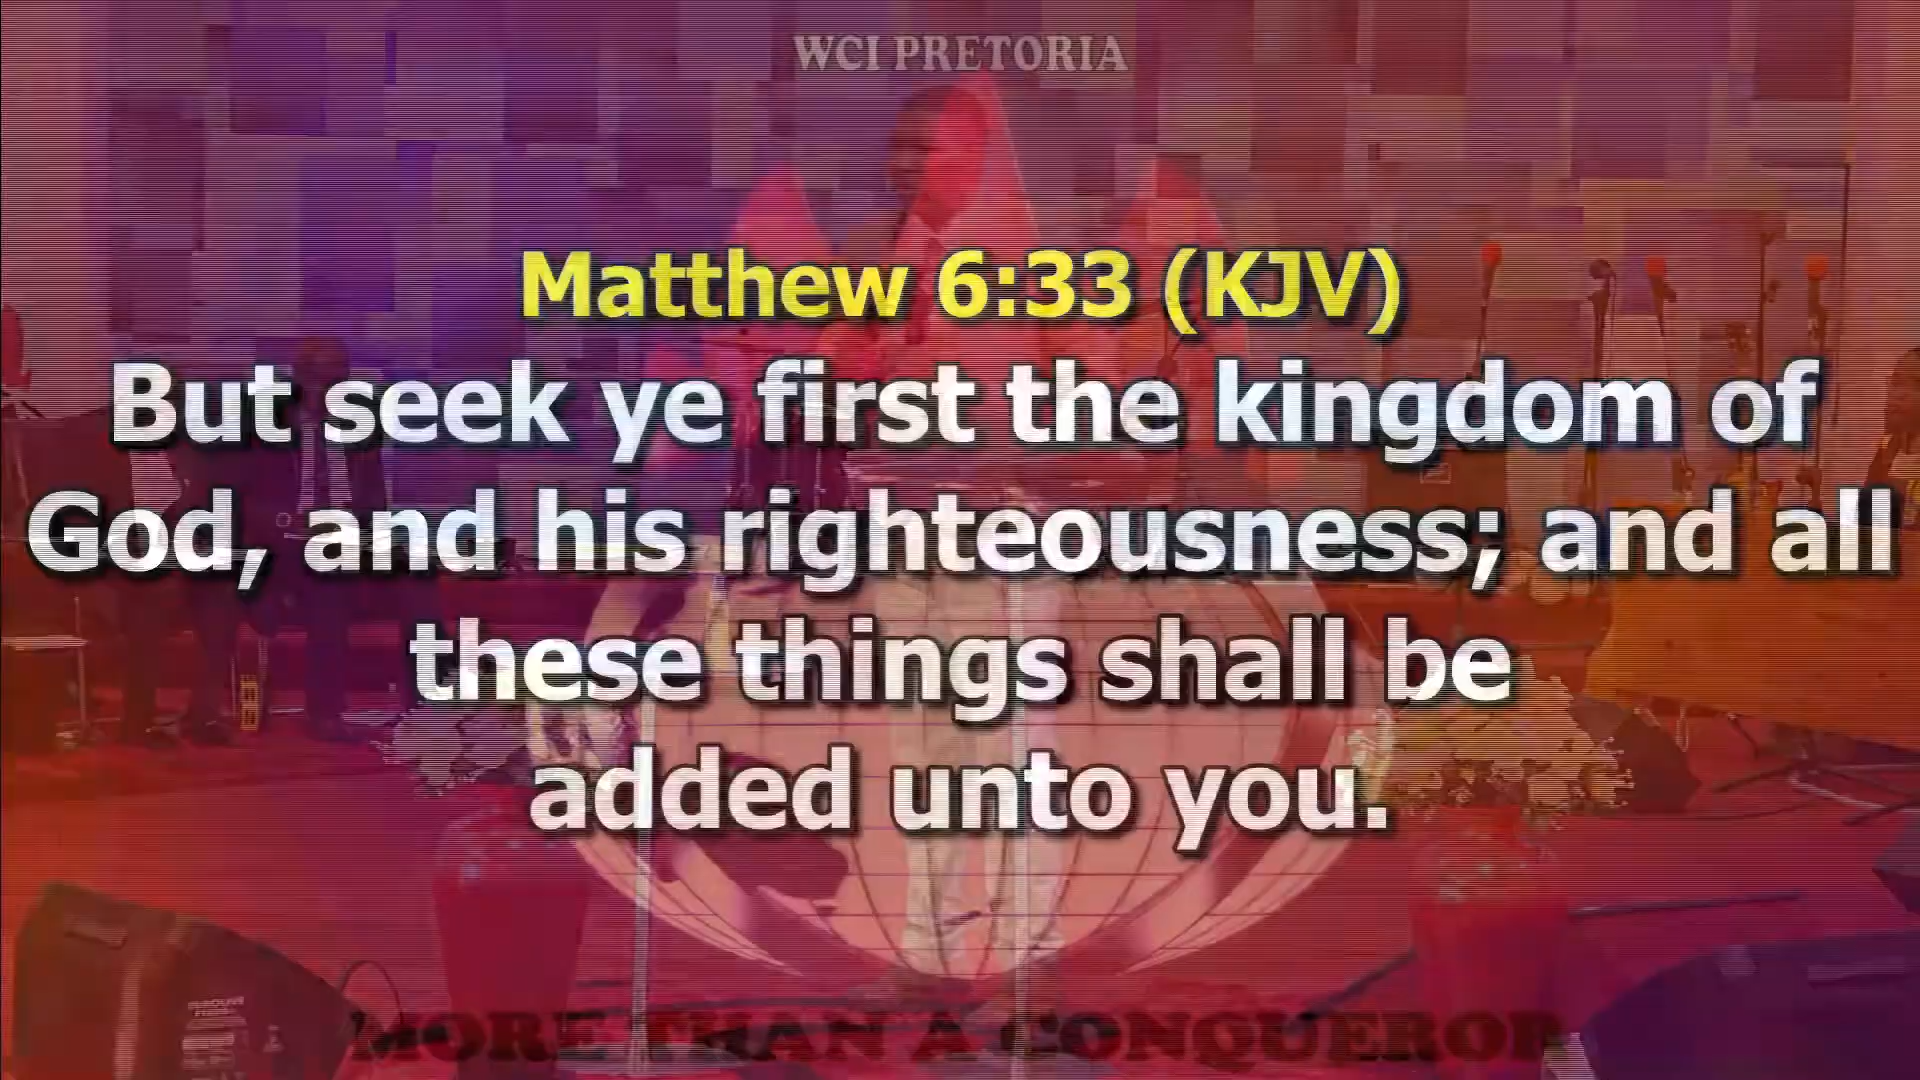 WCI PRETORIA
Matthew 6:33 (KJV)
But seek ye first the kingdom of
God, and his righteousness; and all
these things shall be
added unto you.
MORE THAN A CONQUEROR